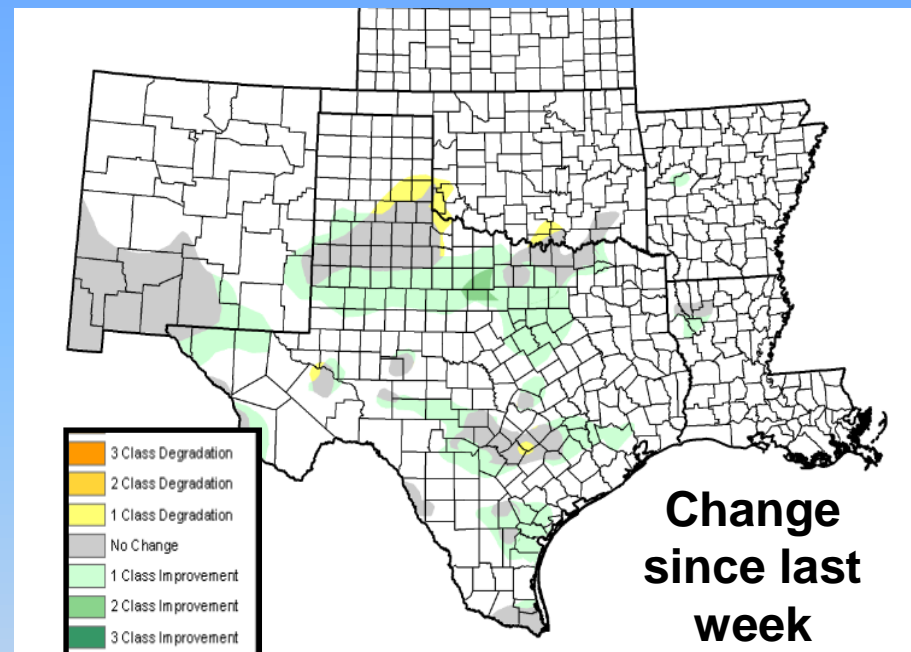 3 Class Degradation
2 Class Degradation
1 Class Degradation
No Change
1 Class Improvement
2 Class Improvement
3 Class Improvement
Change
since last
week